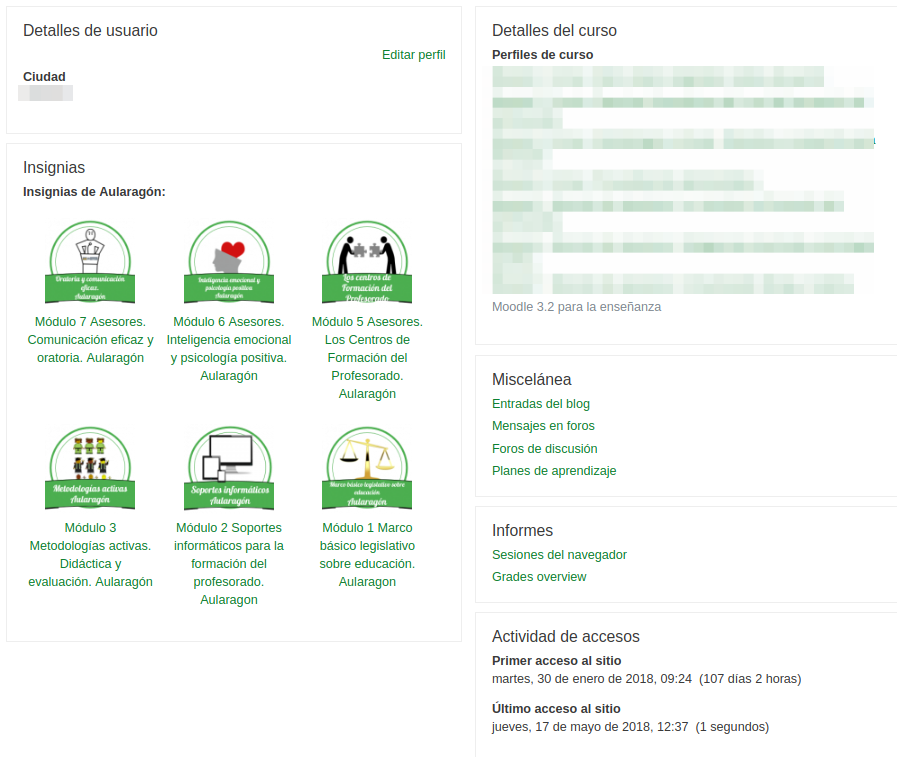 Detalles de usuario
Editar perfil
Ciudad
Insignias
Insignias de Aularagón:
Oratoria y comunicación
eficaz.
Aularagón
Módulo 7 Asesores.
Comunicación eficaz y
oratoria. Aularagón
Inteligencia emocional y
psicología positiva
Aularagón
Módulo 6 Asesores.
Inteligencia emocional
y psicología positiva.
Aularagón
Los centros de
Formación del
Profesorado
Módulo 5 Asesores.
Los Centros de
Formación del
Profesorado.
Aularagón
Metodologías activas
Aularagón
Módulo 3
Metodologías activas.
Didáctica y
evaluación. Aularagón
Soportes informáticos
Aularagón
Módulo 2 Soportes
informáticos para la
formación del
profesorado.
Aularagon
Marco básico legislativo sobre
educación.
Aularagón
Módulo 1 Marco
básico legislativo
sobre educación.
Aularagon
Detalles del curso
Perfiles de curso
Moodle 3.2 para la enseñanza
Miscelánea
Entradas del blog
Mensajes en foros
Foros de discusión
Planes de aprendizaje
Informes
Sesiones del navegador
Grades overview
Actividad de accesos
Primer acceso al sitio
martes, 30 de enero de 2018, 09:24  (107 días 2 horas)
Último acceso al sitio
jueves, 17 de mayo de 2018, 12:37  (1 segundos)